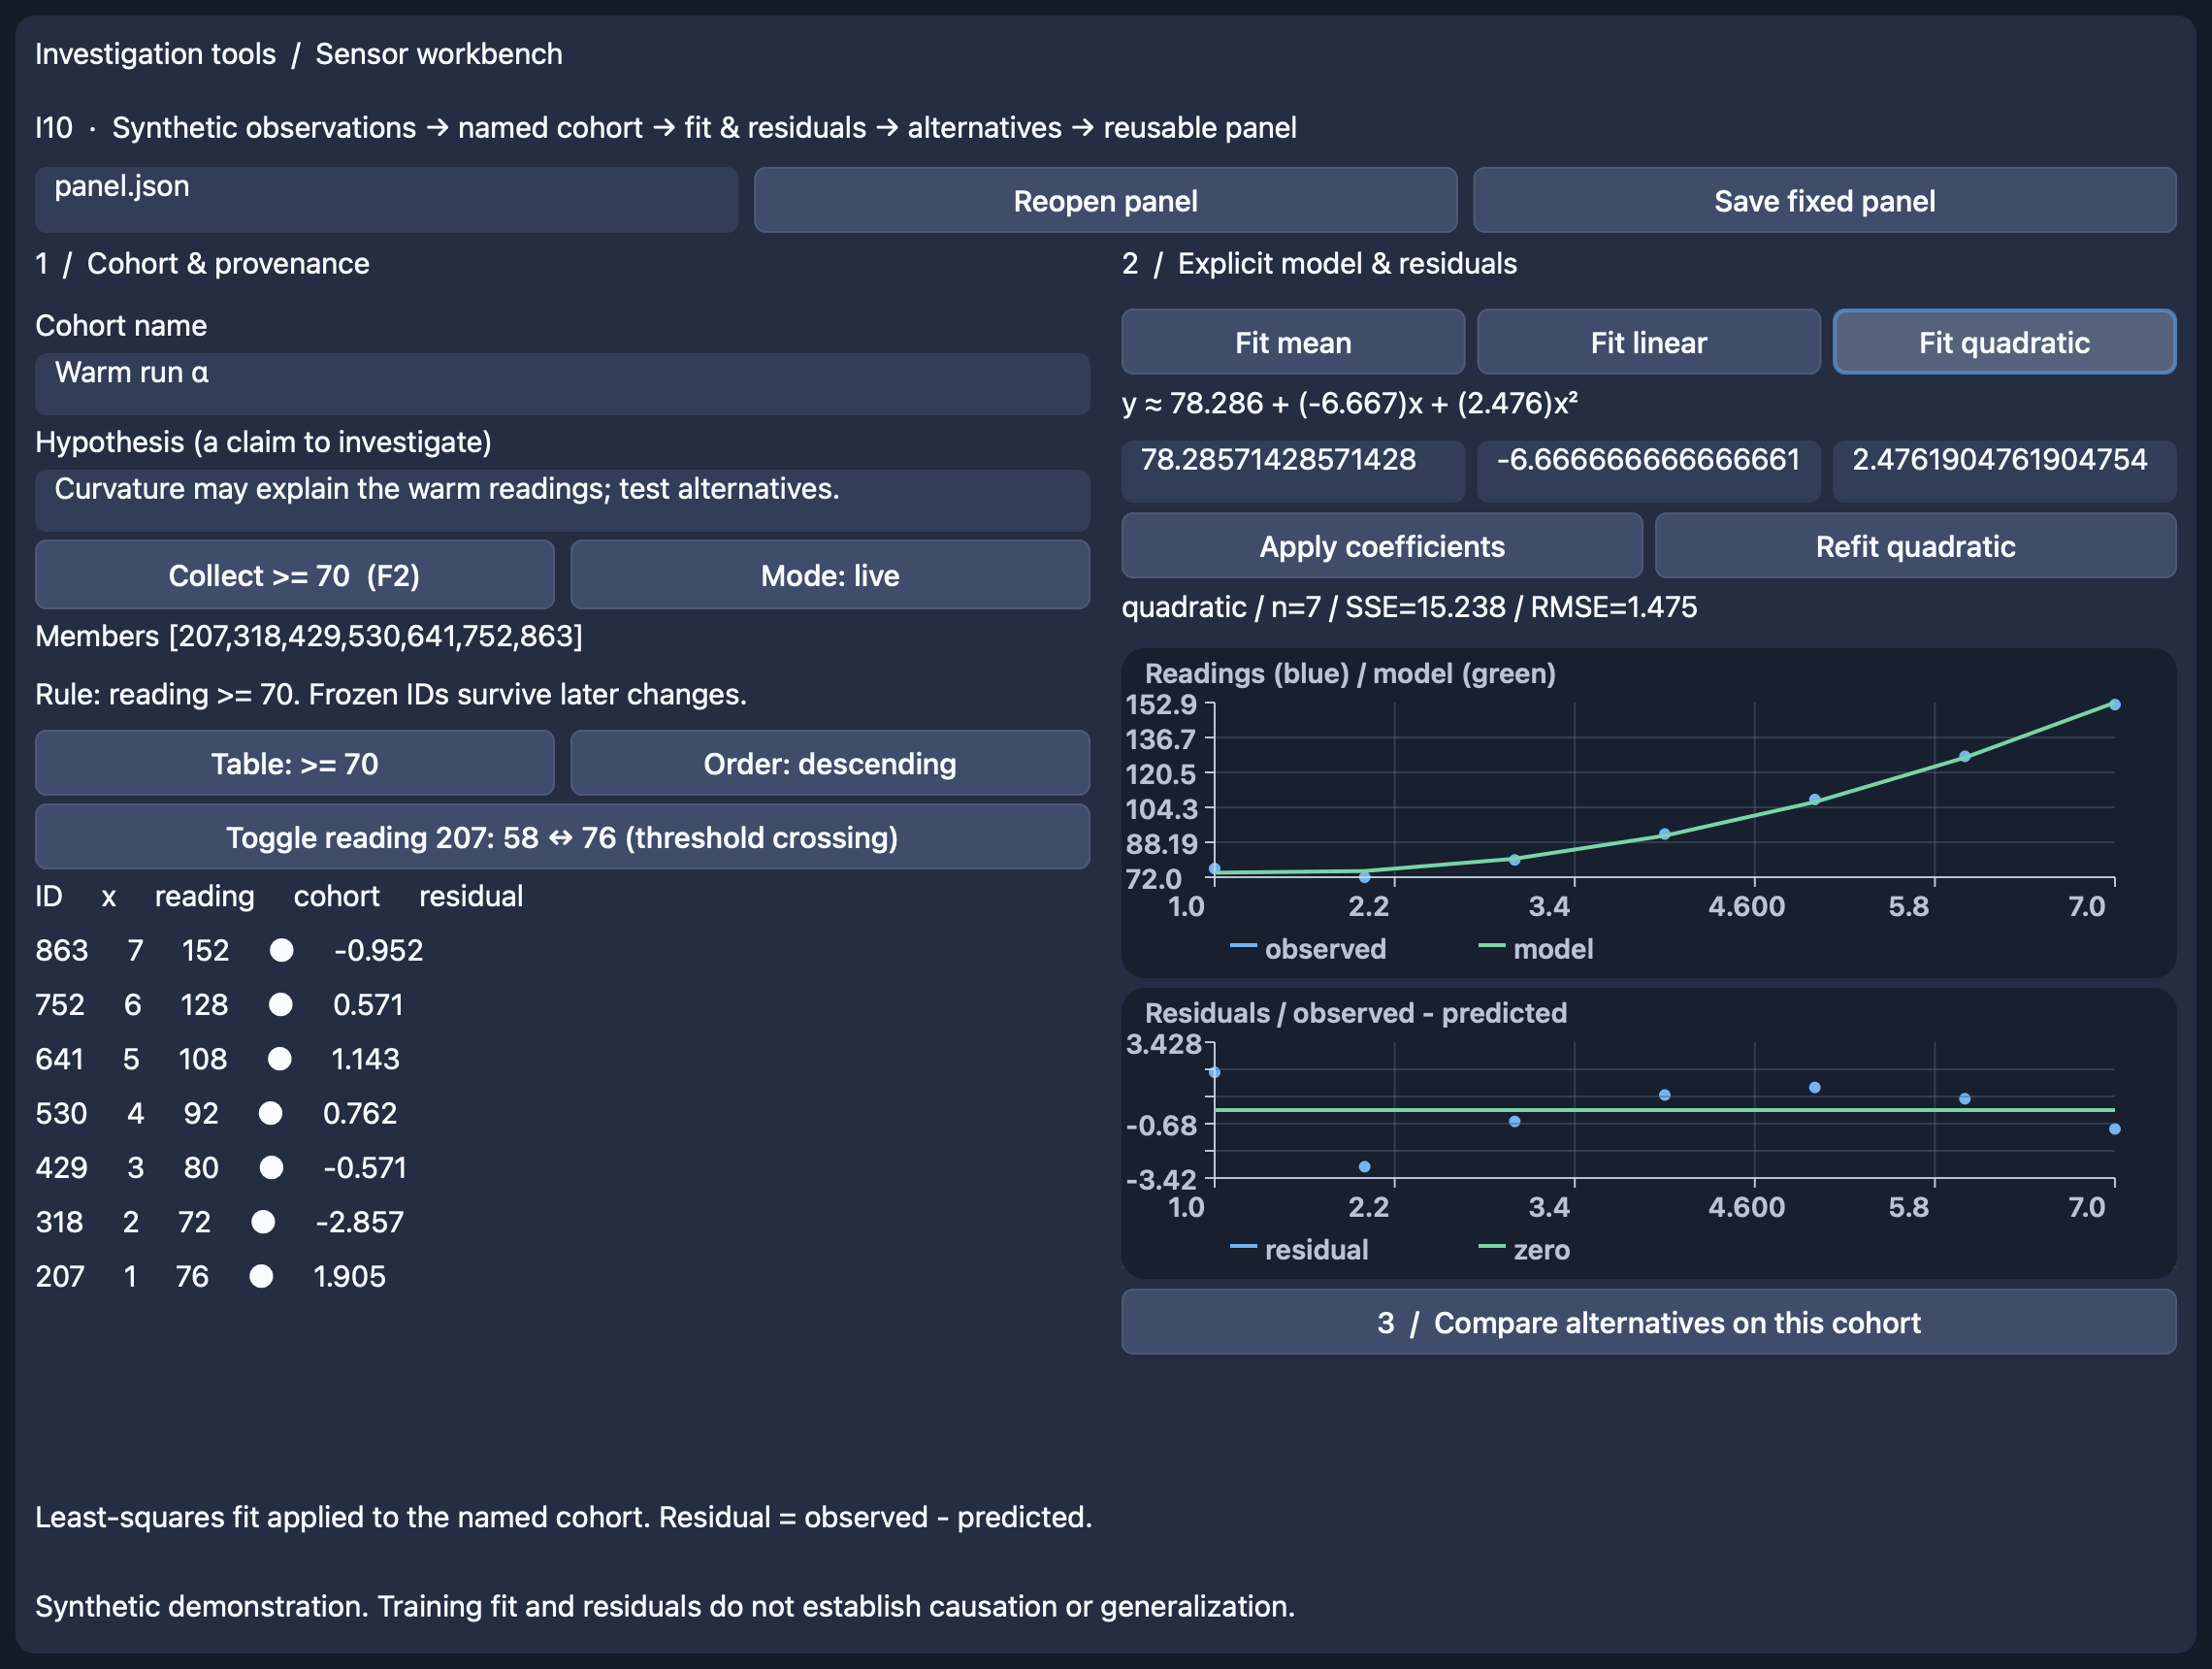 Investigation tools / Sensor workbench
I10 · Synthetic observations → named cohort → fit & residuals → alternatives → reusable panel
panel.json
Reopen panel
Save fixed panel
1 / Cohort & provenance
Cohort name
Warm run α
Hypothesis (a claim to investigate)
Curvature may explain the warm readings; test alternatives.
Collect >= 70 (F2)
Mode: live
Members [207,318,429,530,641,752,863]
Rule: reading >= 70. Frozen IDs survive later changes.
Table: >= 70
Order: descending
Toggle reading 207: 58 ↔ 76 (threshold crossing)
ID x reading cohort residual
863 7 152 ● -0.952
752 6 128 ● 0.571
641 5 108 ● 1.143
530 4 92 ● 0.762
429 3 80 ● -0.571
318 2 72 ● -2.857
207 1 76 ● 1.905
2 / Explicit model & residuals
Fit mean
Fit linear
Fit quadratic
y ≈ 78.286 + (-6.667)x + (2.476)x²
78.28571428571428
-6.666666666666661
2.4761904761904754
Apply coefficients
Refit quadratic
quadratic / n=7 / SSE=15.238 / RMSE=1.475
Readings (blue) / model (green)
152.9
136.7
120.5
104.3
88.19
72.0
1.0 2.2 3.4 4.600 5.8 7.0
observed model
Residuals / observed - predicted
3.428
-0.68
-3.42
1.0 2.2 3.4 4.600 5.8 7.0
residual zero
3 / Compare alternatives on this cohort
Least-squares fit applied to the named cohort. Residual = observed - predicted.
Synthetic demonstration. Training fit and residuals do not establish causation or generalization.